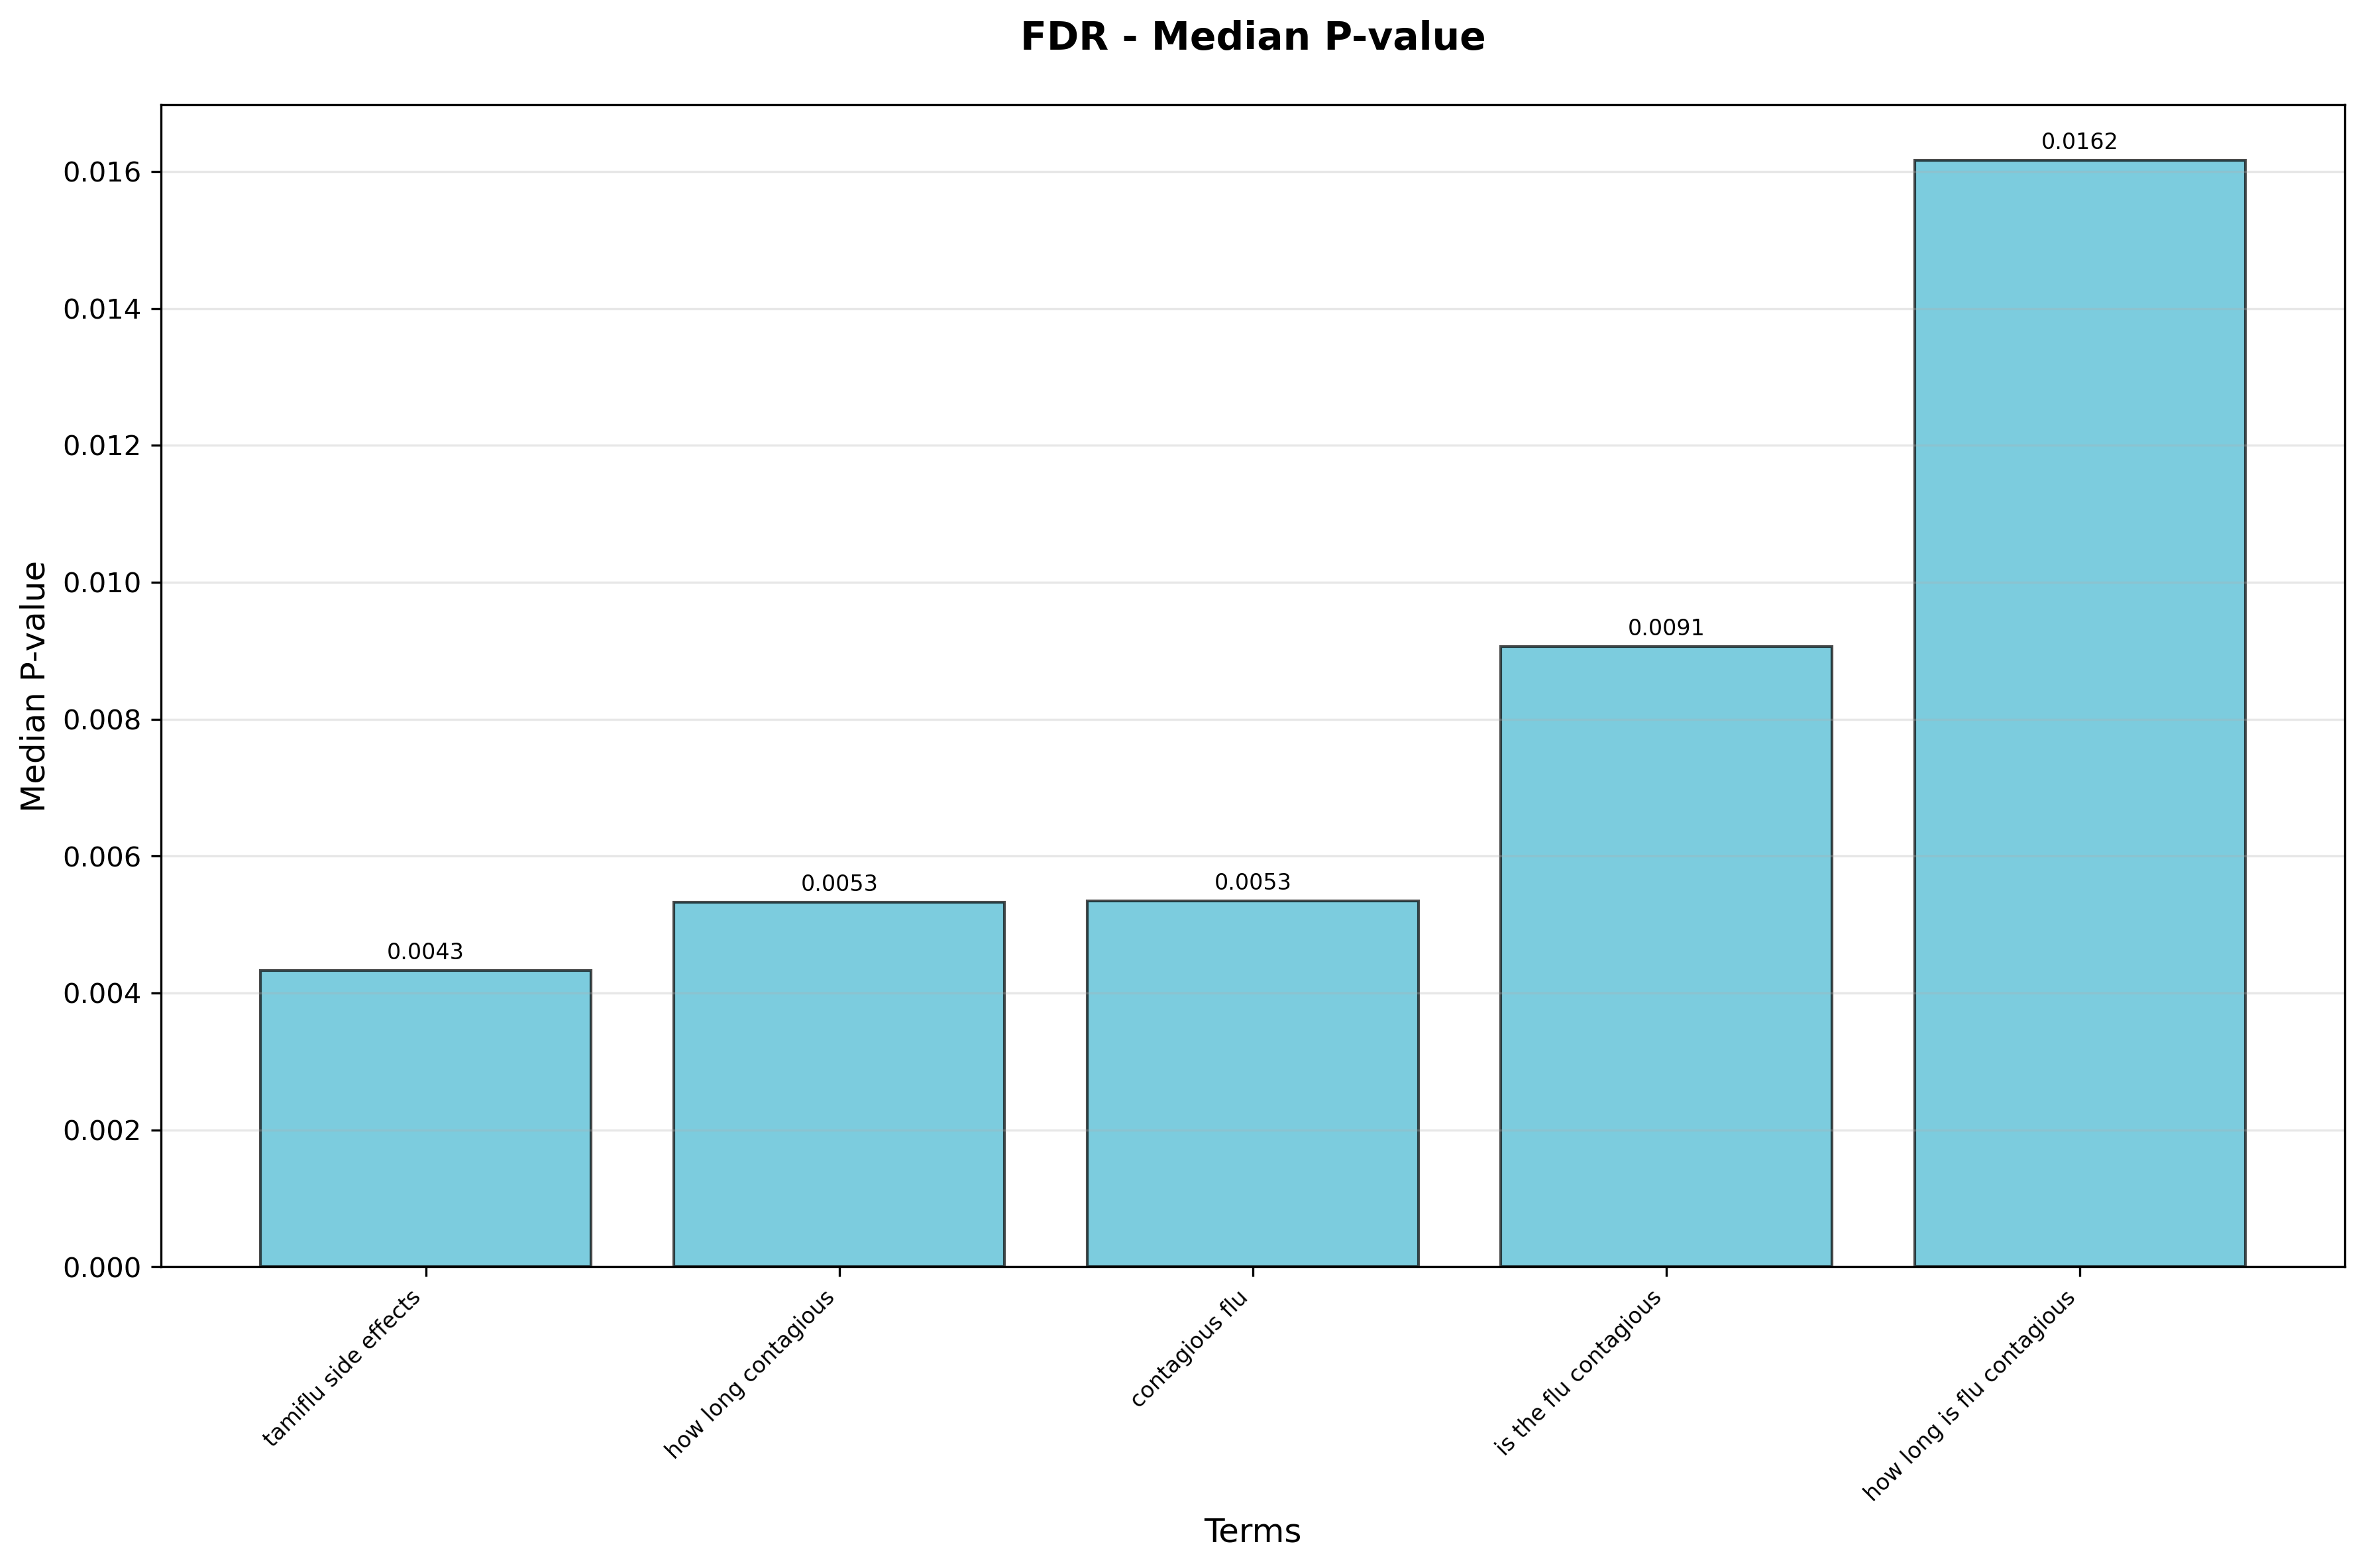 FDR - Median P-value
Median P-value
0.016
0.014
0.012
0.010
0.008
0.006
0.004
0.002
0.000
0.0043
0.0053
0.0053
0.0091
0.0162
tamiflu side effects
how long contagious
contagious flu
is the flu contagious
how long is flu contagious
Terms